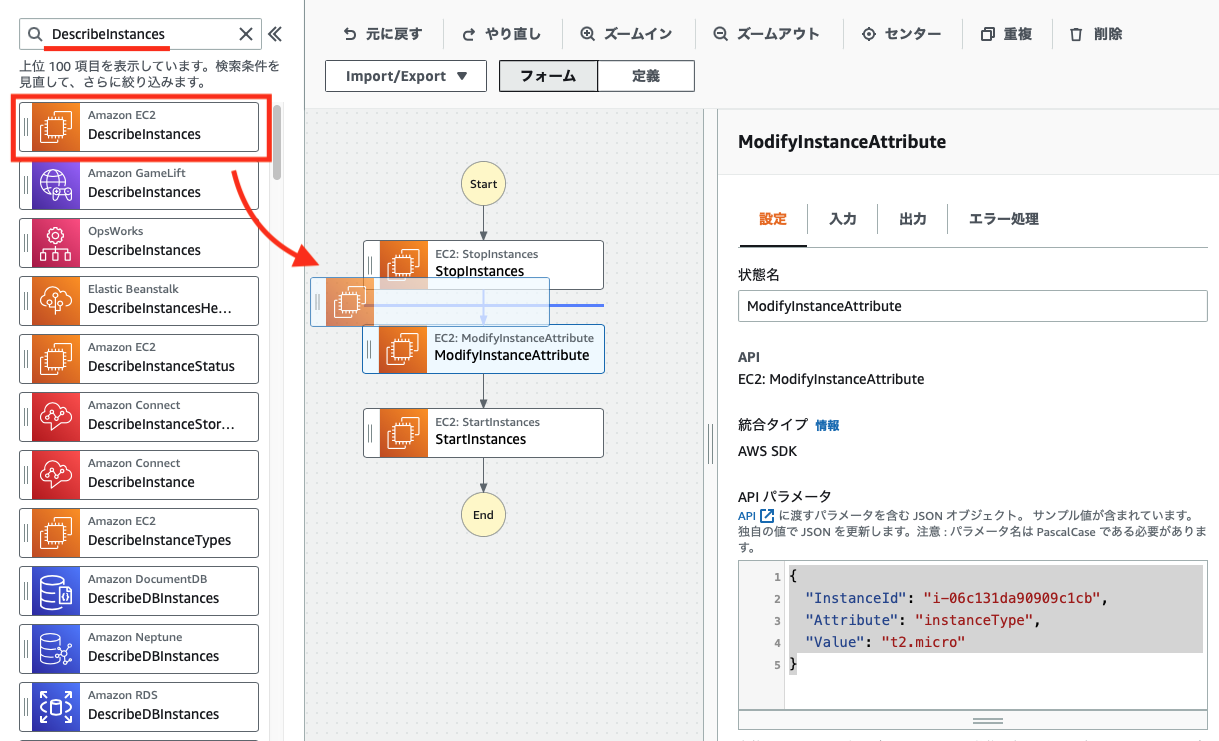 DescribeInstances
上位 100 項目を表示しています。検索条件を
見直して、さらに絞り込みます。
Amazon EC2
DescribeInstances
Amazon GameLift
DescribeInstances
OpsWorks
DescribeInstances
Elastic Beanstalk
DescribeInstancesHe...
Amazon EC2
DescribeInstanceStatus
Amazon Connect
DescribeInstanceStor...
Amazon Connect
DescribeInstance
Amazon EC2
DescribeInstanceTypes
Amazon DocumentDB
DescribeDBInstances
Amazon Neptune
DescribeDBInstances
Amazon RDS
DescribeDBInstances
元に戻す
やり直し
ズームイン
ズームアウト
センター
重複
削除
Import/Export ▼
フォーム
定義
Start
EC2: StopInstances
StopInstances
EC2: ModifyInstanceAttribute
ModifyInstanceAttribute
EC2: StartInstances
StartInstances
End
ModifyInstanceAttribute
設定
入力
出力
エラー処理
状態名
ModifyInstanceAttribute
API
EC2: ModifyInstanceAttribute
統合タイプ 情報
AWS SDK
API パラメータ
API に渡すパラメータを含む JSON オブジェクト。 サンプル値が含まれています。
独自の値で JSON を更新します。注意 : パラメータ名は PascalCase である必要がありま
す。
1 {
2 "InstanceId": "i-06c131da90909c1cb",
3 "Attribute": "instanceType",
4 "Value": "t2.micro"
5 }